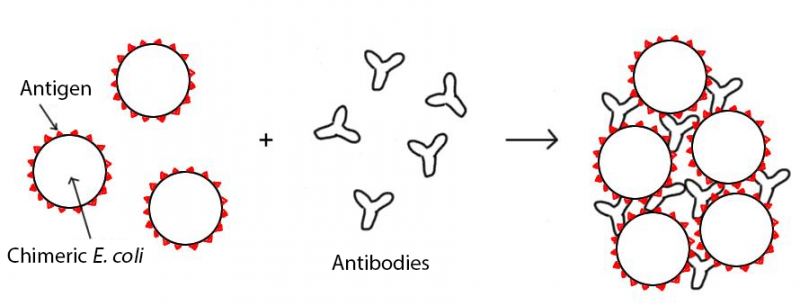 Antigen
+
Chimeric E. coli
Antibodies